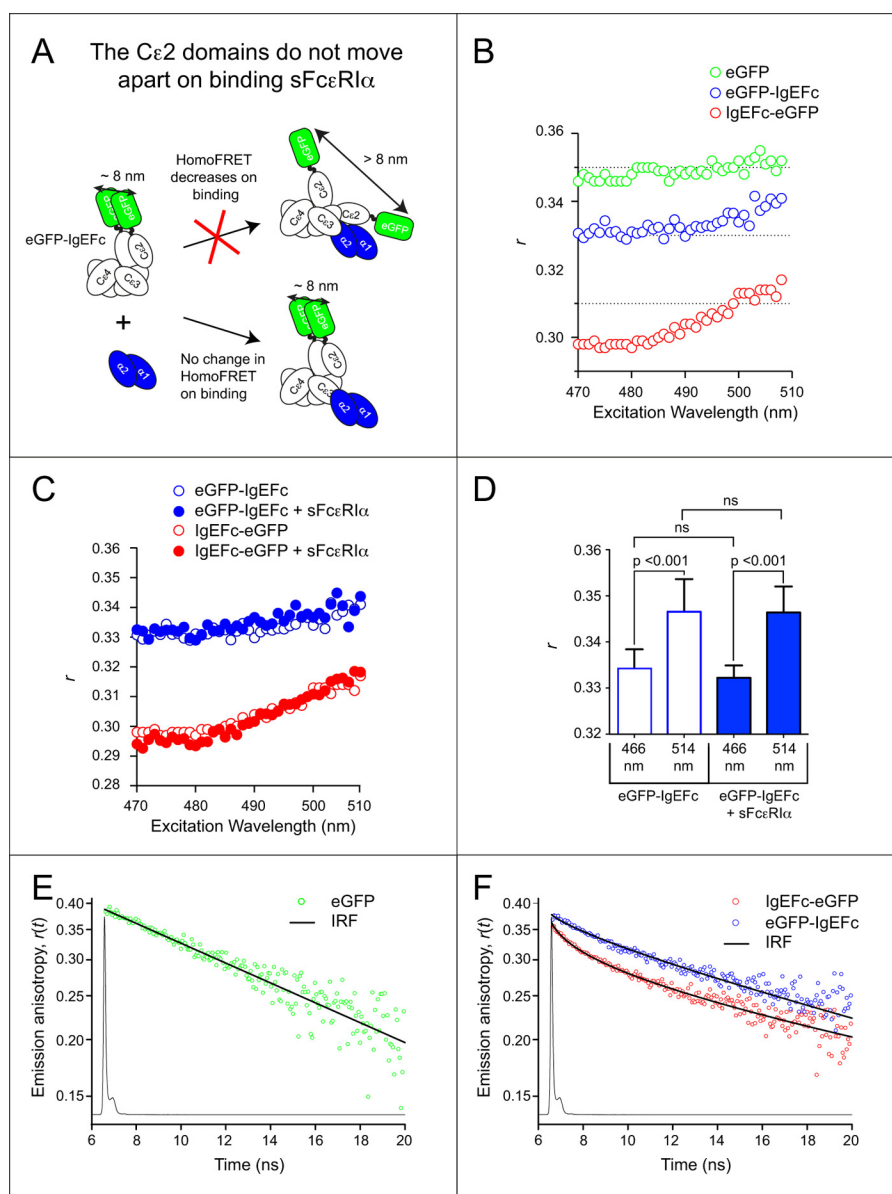 A
The Cε2 domains do not move
apart on binding sFcεRIα
~ 8 nm
eGFP
eGFP-IgEFc
Cε2
Cε4
Cε3
+
α2
α1
HomoFRET
decreases on
binding
eGFP
> 8 nm
Cε2
Cε4
Cε3
Cε2
eGFP
α2
α1
No change in
HomoFRET
on binding
~ 8 nm
eGFP
Cε2
Cε4
Cε3
α2
α1
B
eGFP
eGFP-IgEFc
IgEFc-eGFP
0.36
0.35
0.34
0.33
0.32
0.31
0.30
r
470
480
490
500
510
Excitation Wavelength (nm)
C
eGFP-IgEFc
eGFP-IgEFc + sFcεRIα
IgEFc-eGFP
IgEFc-eGFP + sFcεRIα
0.36
0.35
0.34
0.33
0.32
0.31
0.30
0.29
0.28
r
470
480
490
500
510
Excitation Wavelength (nm)
D
ns
ns
p <0.001
p <0.001
0.36
0.35
0.34
0.33
0.32
r
466
nm
514
nm
466
nm
514
nm
eGFP-IgEFc
eGFP-IgEFc
+ sFcεRIα
E
eGFP
IRF
0.40
0.35
0.30
0.25
0.20
0.15
Emission anisotropy, r(t)
6
8
10
12
14
16
18
20
Time (ns)
F
IgEFc-eGFP
eGFP-IgEFc
IRF
0.40
0.35
0.30
0.25
0.20
0.15
Emission anisotropy, r(t)
6
8
10
12
14
16
18
20
Time (ns)